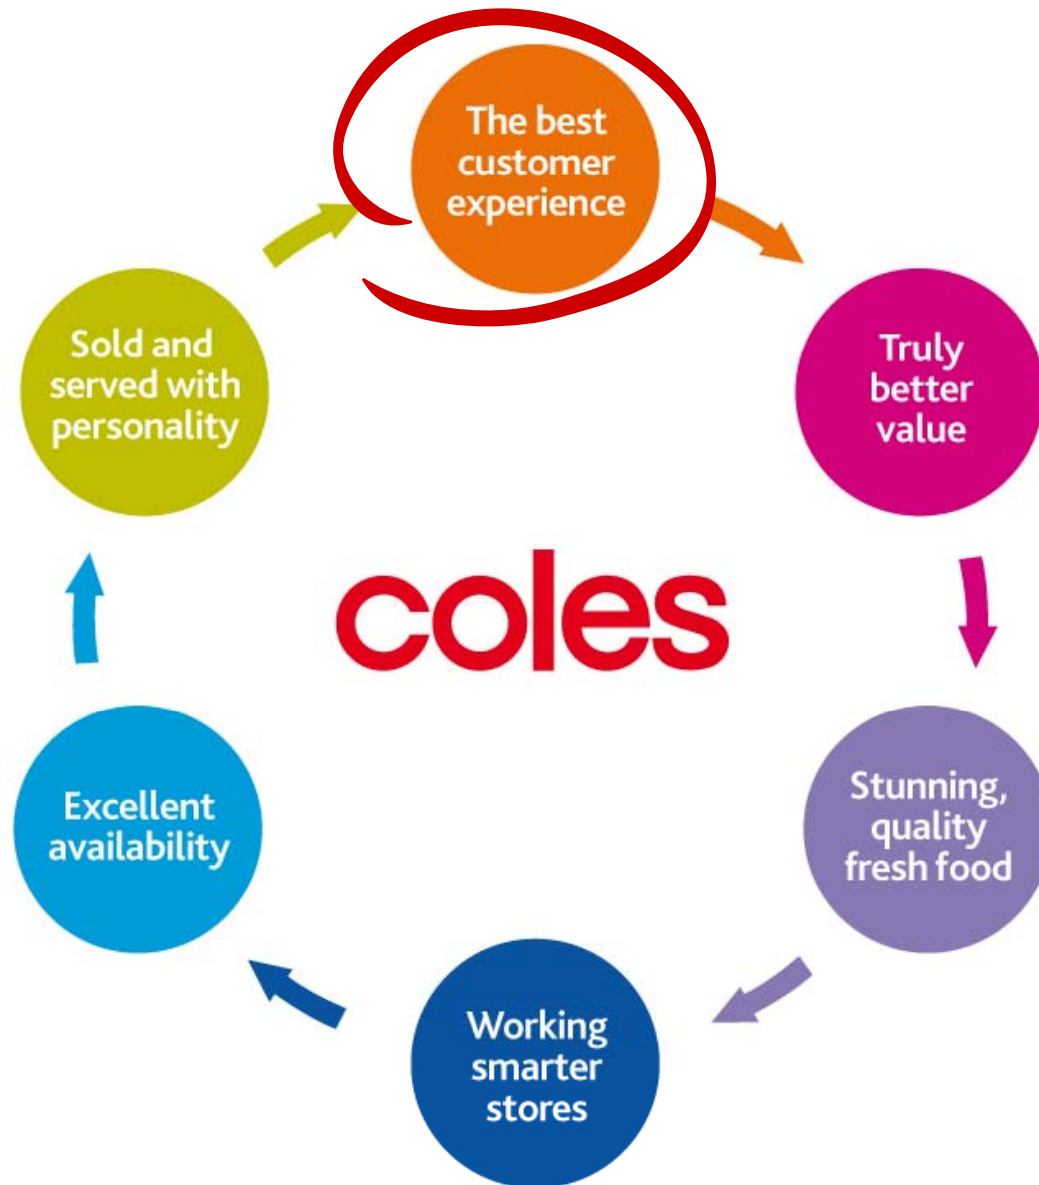 The best
customer
experience
Truly
better
value
Stunning,
quality
fresh food
Working
smarter
stores
Excellent
availability
Sold and
served with
personality
coles